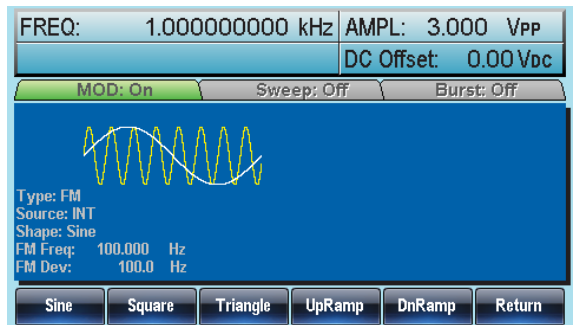 FREQ: 1.000000000 kHz AMPL: 3.000 VPP
DC Offset: 0.00 VDC
MOD: On Sweep: Off Burst: Off
Type: FM
Source: INT
Shape: Sine
FM Freq: 100.000 Hz
FM Dev: 100.0 Hz
Sine Square Triangle UpRamp DnRamp Return